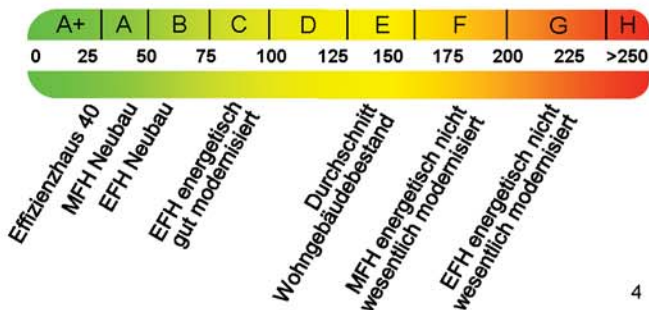 A+ A B C D E F G H
0 25 50 75 100 125 150 175 200 225 >250
Effizienzhaus 40
MFH Neubau
EFH Neubau
EFH energetisch
gut modernisiert
Durchschnitt
Wohngebäudebestand
MFH energetisch nicht
wesentlich modernisiert
EFH energetisch nicht
wesentlich modernisiert
4